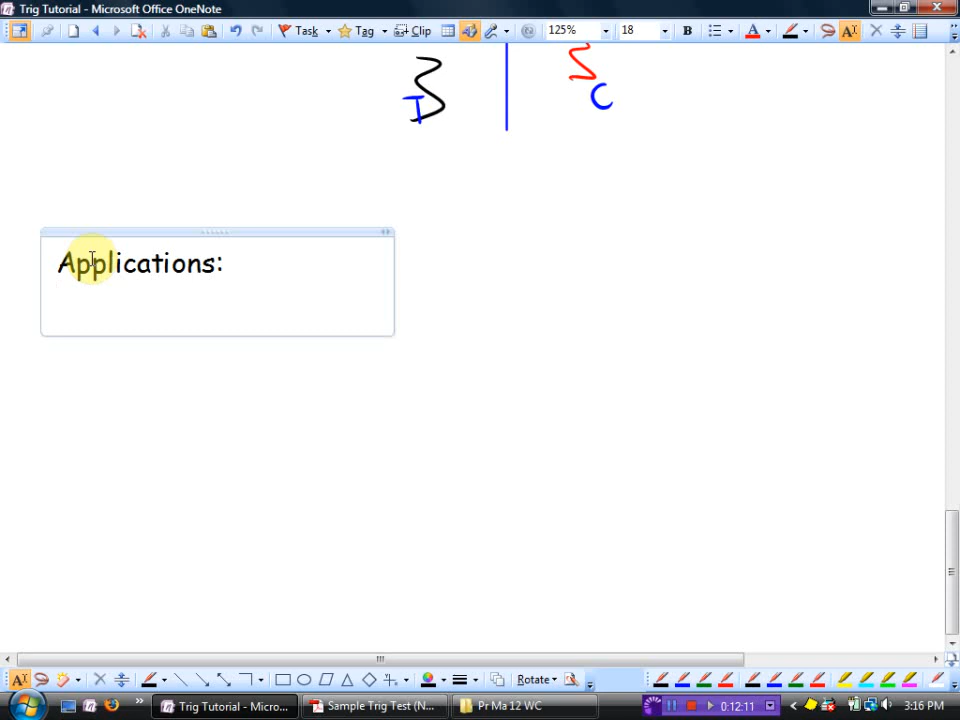 Trig Tutorial - Microsoft Office OneNote
Task Tag Clip 125% 18 B A A
T C
Applications:
A Rotate
Trig Tutorial - Micro... Sample Trig Test (N... Pr Ma 12 WC 0:12:11 3:16 PM